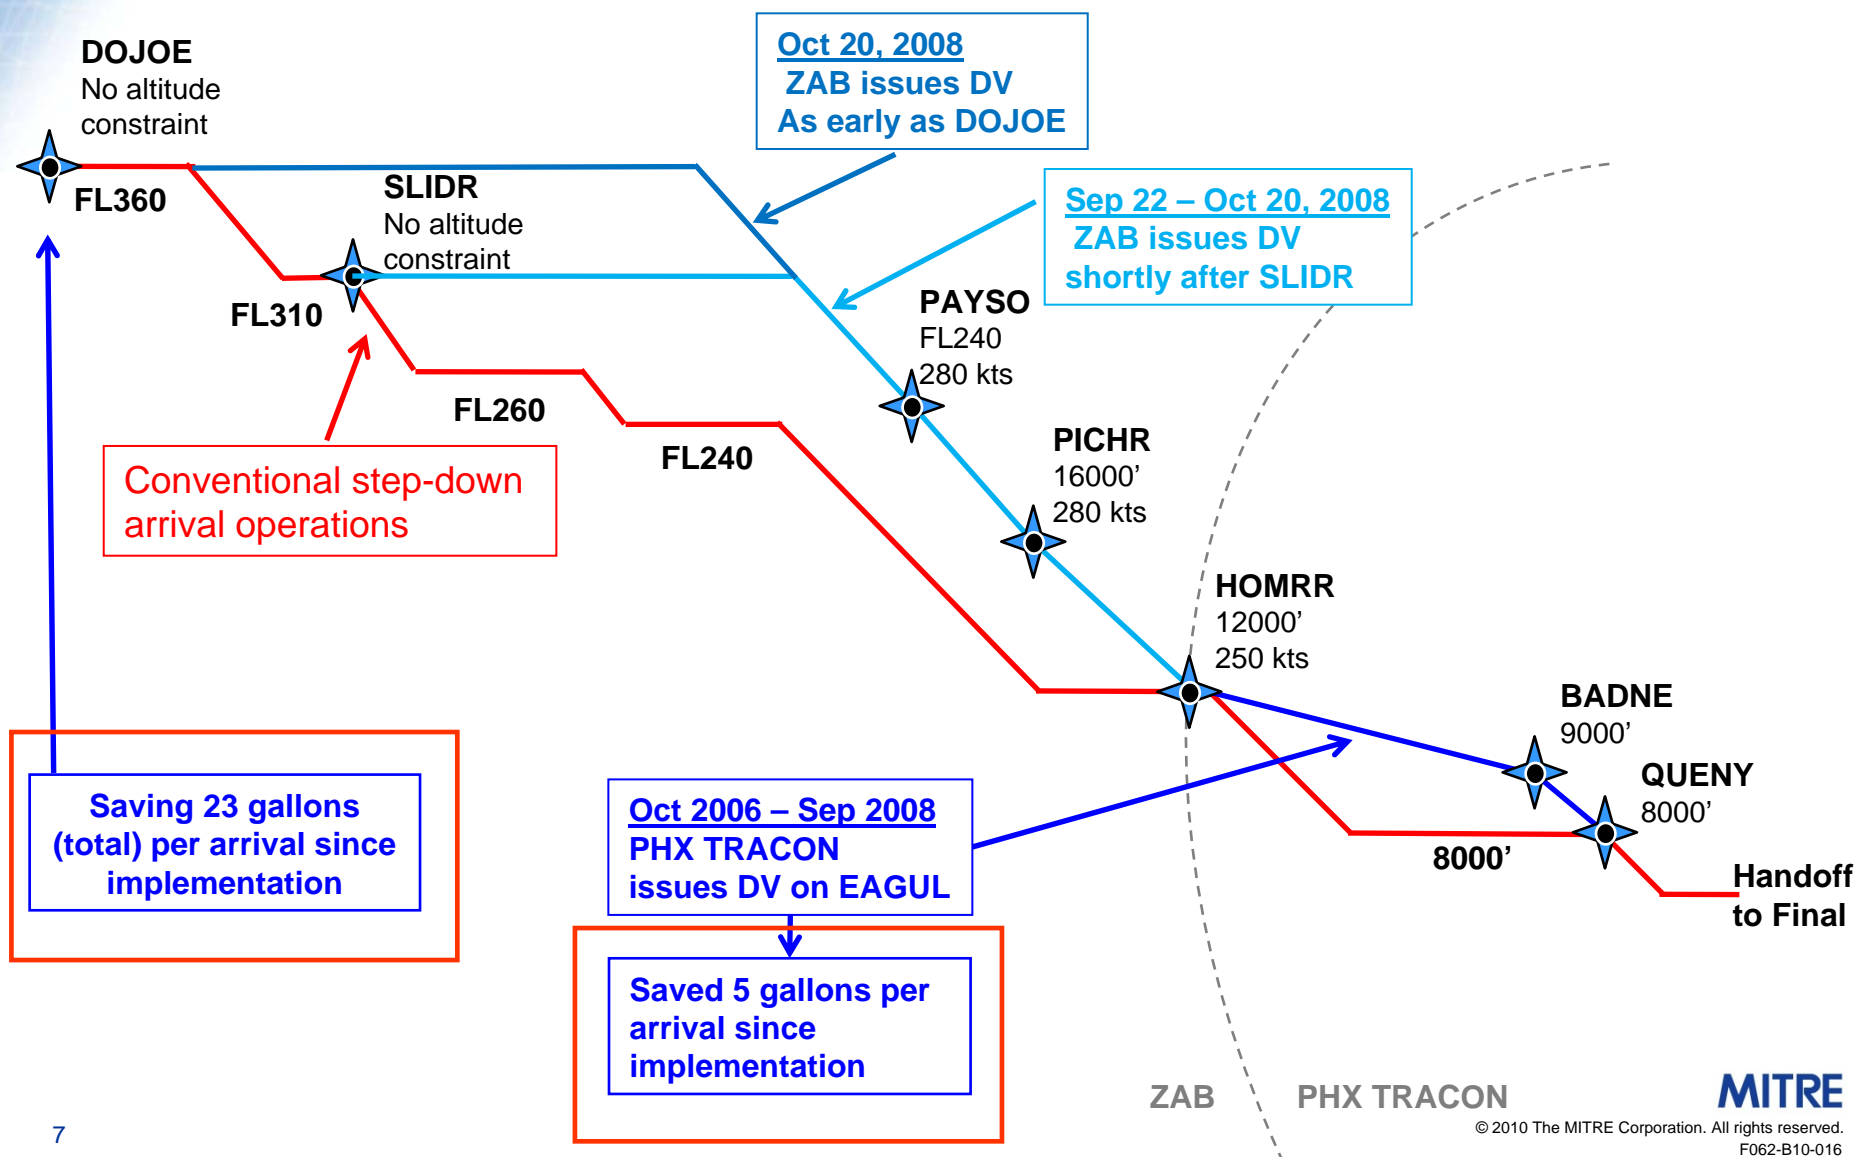 DOJOE
No altitude
constraint
FL360
Oct 20, 2008
ZAB issues DV
As early as DOJOE
SLIDR
No altitude
constraint
FL310
Sep 22 – Oct 20, 2008
ZAB issues DV
shortly after SLIDR
PAYSO
FL240
280 kts
FL260
FL240
Conventional step-down
arrival operations
PICHR
16000’
280 kts
HOMRR
12000’
250 kts
BADNE
9000’
QUENY
8000’
8000’
Handoff
to Final
Saving 23 gallons
(total) per arrival since
implementation
Oct 2006 – Sep 2008
PHX TRACON
issues DV on EAGUL
Saved 5 gallons per
arrival since
implementation
ZAB
PHX TRACON
MITRE
© 2010 The MITRE Corporation. All rights reserved.
F062-B10-016
7